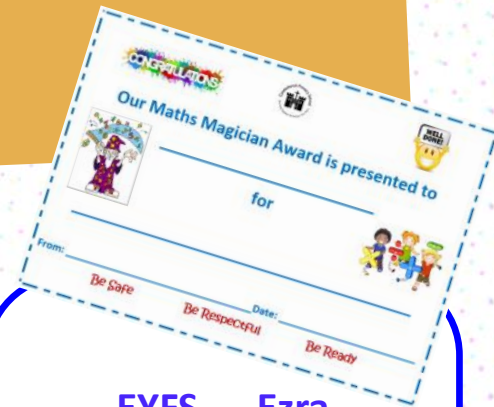 CONGRATULATIONS
WELL DONE!
Our Maths Magician Award is presented to
for
From:
Date:
Be Safe
Be Respectful
Be Ready
EYFS Ezra